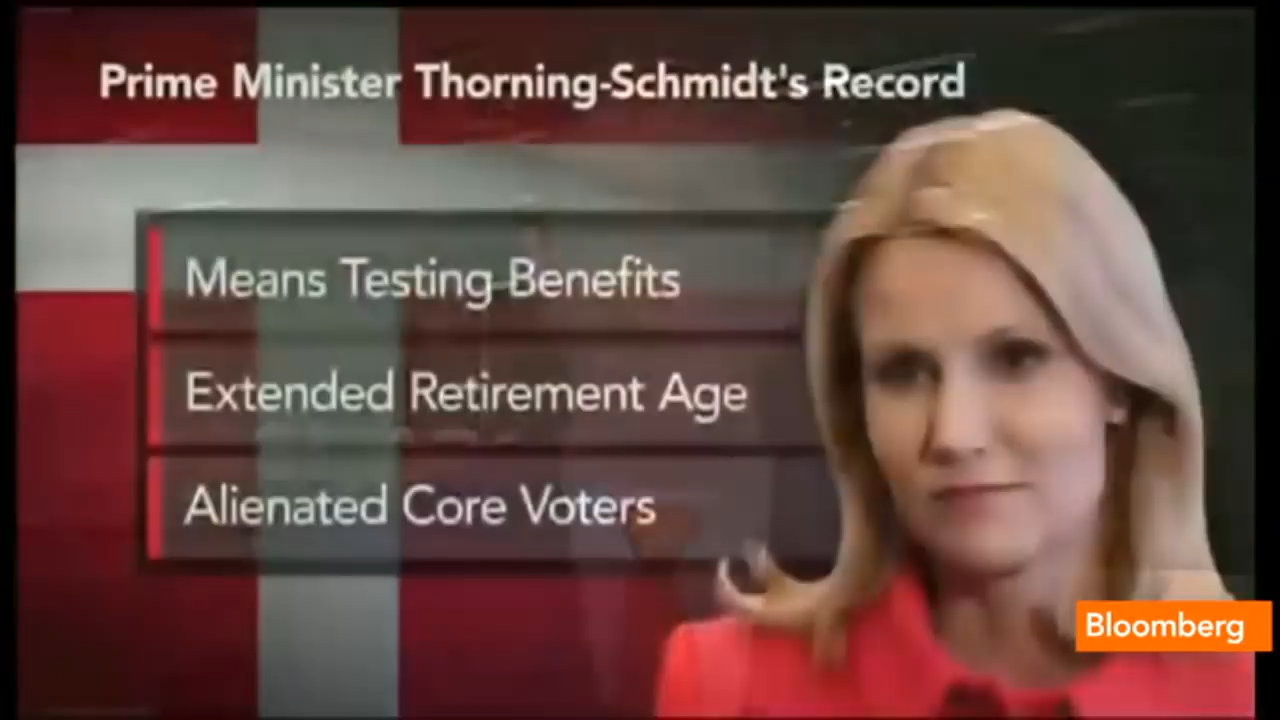 Prime Minister Thorning-Schmidt's Record
Means Testing Benefits
Extended Retirement Age
Alienated Core Voters
Bloomberg